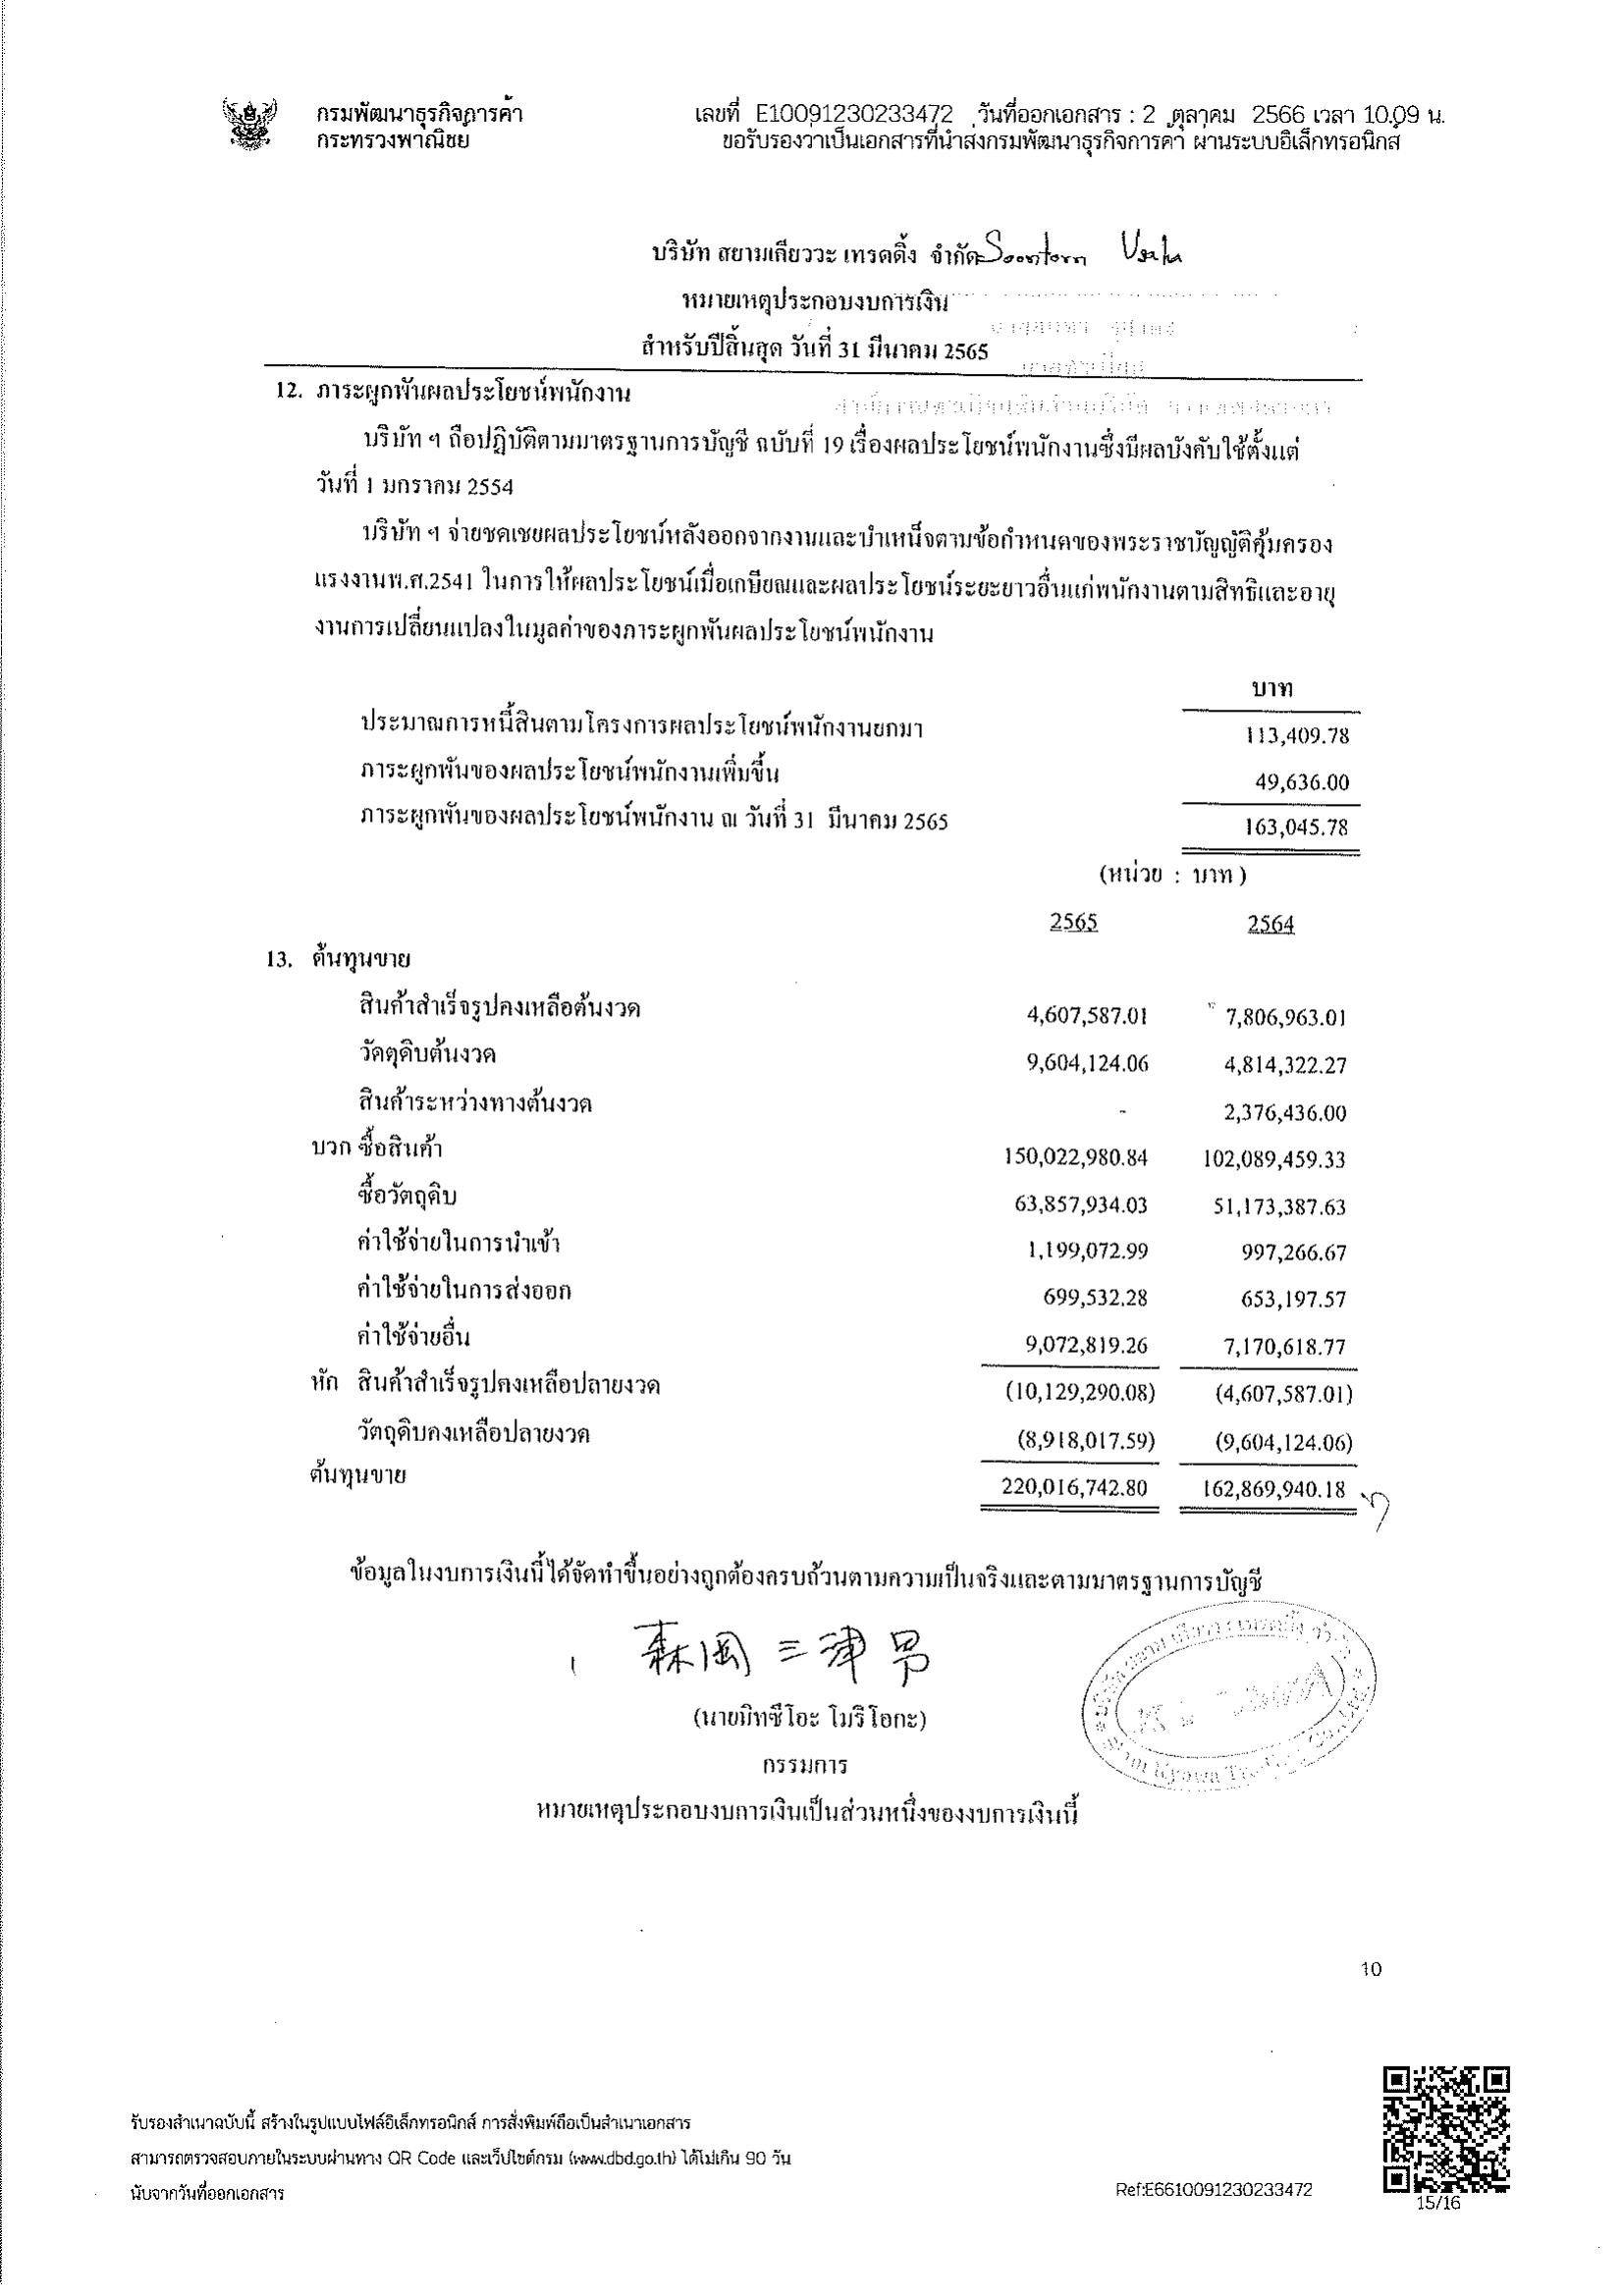 กรมพัฒนาธุรกิจการค้า
กระทรวงพาณิชย์
เลขที่ E10091230233472 วันที่ออกเอกสาร : 2 ตุลาคม 2566 เวลา 10.09 น.
ขอรับรองว่าเป็นเอกสารที่นำส่งกรมพัฒนาธุรกิจการค้า ผ่านระบบอิเล็กทรอนิกส์
บริษัท สยามเกียววะ เทรดดิ้ง จำกัด
หมายเหตุประกอบงบการเงิน
สำหรับปีสิ้นสุด วันที่ 31 มีนาคม 2565
12. ภาระผูกพันผลประโยชน์พนักงาน
บริษัท ฯ ถือปฏิบัติตามมาตรฐานการบัญชี ฉบับที่ 19 เรื่องผลประโยชน์พนักงานซึ่งมีผลบังคับใช้ตั้งแต่
วันที่ 1 มกราคม 2554
บริษัท ฯ จ่ายชดเชยผลประโยชน์หลังออกจากงานและบำเหน็จตามข้อกำหนดของพระราชบัญญัติคุ้มครอง
แรงงานพ.ศ.2541 ในการให้ผลประโยชน์เมื่อเกษียณและผลประโยชน์ระยะยาวอื่นแก่พนักงานตามสิทธิและอายุ
งานการเปลี่ยนแปลงในมูลค่าของภาระผูกพันผลประโยชน์พนักงาน
บาท
ประมาณการหนี้สินตามโครงการผลประโยชน์พนักงานยกมา 113,409.78
ภาระผูกพันของผลประโยชน์พนักงานเพิ่มขึ้น 49,636.00
ภาระผูกพันของผลประโยชน์พนักงาน ณ วันที่ 31 มีนาคม 2565 163,045.78
(หน่วย : บาท )
2565 2564
13. ต้นทุนขาย
สินค้าสำเร็จรูปคงเหลือต้นงวด 4,607,587.01 7,806,963.01
วัตตุดิบต้นงวด 9,604,124.06 4,814,322.27
สินค้าระหว่างทางต้นงวด - 2,376,436.00
บวก ซื้อสินค้า 150,022,980.84 102,089,459.33
ซื้อวัตถุดิบ 63,857,934.03 51,173,387.63
ค่าใช้จ่ายในการนำเข้า 1,199,072.99 997,266.67
ค่าใช้จ่ายในการส่งออก 699,532.28 653,197.57
ค่าใช้จ่ายอื่น 9,072,819.26 7,170,618.77
หัก สินค้าสำเร็จรูปคงเหลือปลายงวด (10,129,290.08) (4,607,587.01)
วัตถุดิบคงเหลือปลายงวด (8,918,017.59) (9,604,124.06)
ต้นทุนขาย 220,016,742.80 162,869,940.18
ข้อมูลในงบการเงินนี้ได้จัดทำขึ้นอย่างถูกต้องครบถ้วนตามความเป็นจริงและตามมาตรฐานการบัญชี
森岡 三津
(นายมิทซึโอะ โมริโอกะ)
กรรมการ
หมายเหตุประกอบงบการเงินเป็นส่วนหนึ่งของงบการเงินนี้
10
รับรองสำเนาฉบับนี้ สร้างในรูปแบบไฟล์อิเล็กทรอนิกส์ การสั่งพิมพ์ถือเป็นสำเนาเอกสาร
สามารถตรวจสอบภายในระบบผ่านทาง QR Code และเว็ปไซต์กรม (www.dbd.go.th) ได้ไม่เกิน 90 วัน
นับจากวันที่ออกเอกสาร
Ref:E6610091230233472
15/16